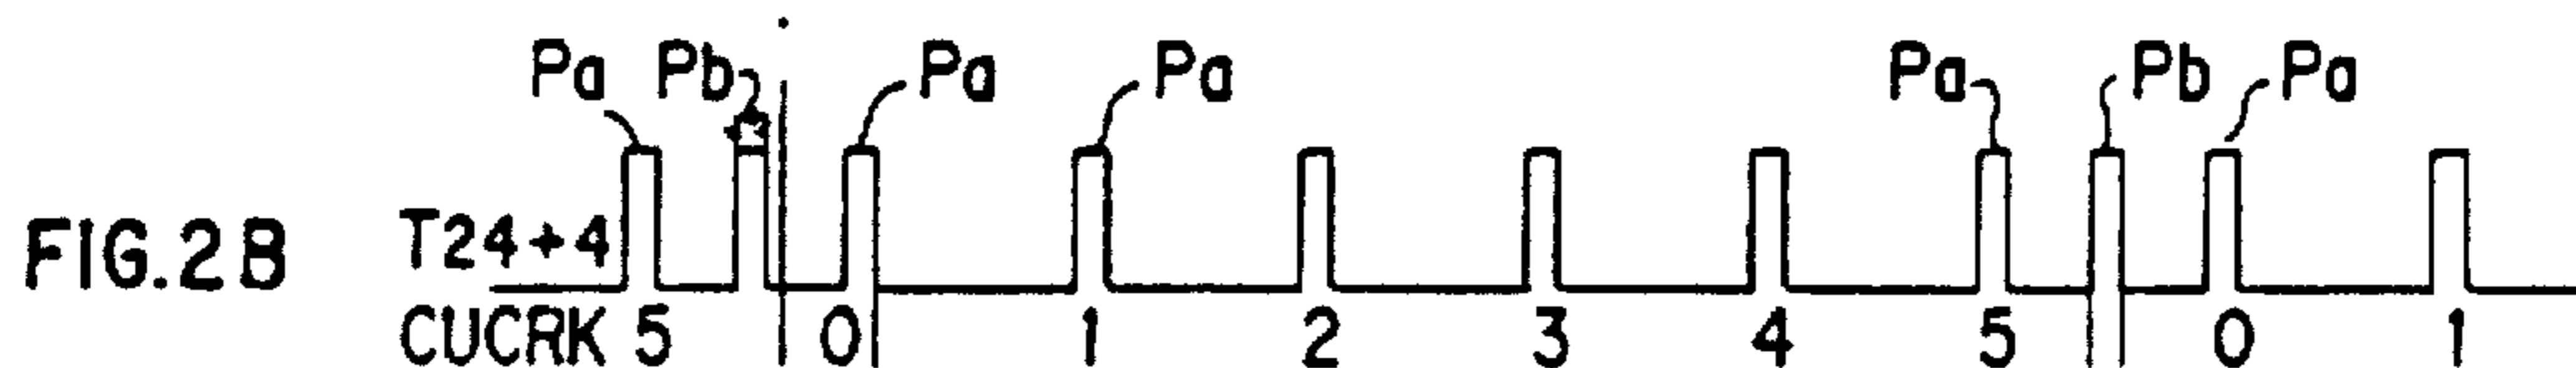 Pa Pb Pa Pa Pa Pb Pa
FIG.2B T24+4
CUCRK 5 0 1 2 3 4 5 0 1